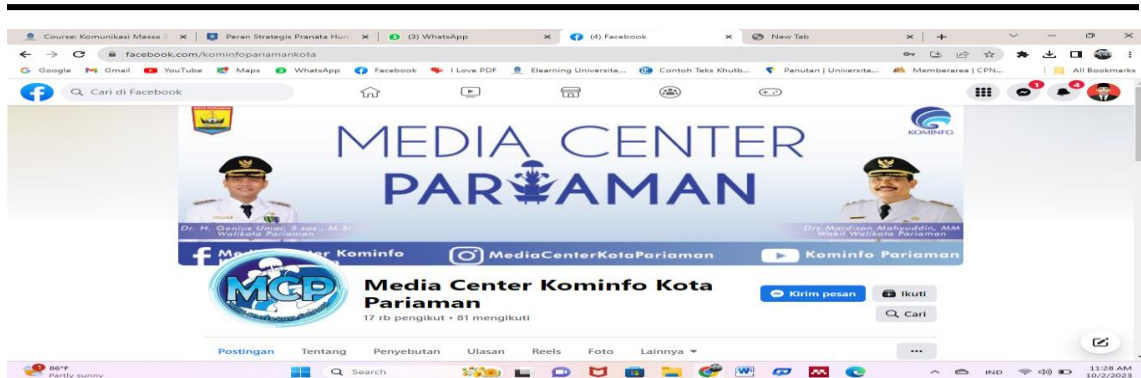 Course: Komunikasi Massa
Peran Strategis Pranata Hum
(3) WhatsApp
(4) Facebook
New Tab
facebook.com/kominfopariamankota
Google Gmail YouTube Maps WhatsApp Facebook I Love PDF Elearning Universita... Contoh Teks Khutb... Panutan | Universita... Memberarea | CPN... All Bookmarks
Cari di Facebook
1
4
KOMINFO
MEDIA CENTER
PARIAMAN
Dr. H. Genius Umar, S.sos., M.Si
Walikota Pariaman
Drs. Mardison Mahyuddin, MM
Wakil Walikota Pariaman
Kominfo
MediaCenterKotaPariaman
Kominfo Pariaman
MCP
Media Center Kominfo Kota
Pariaman
17 rb pengikut • 81 mengikuti
Kirim pesan
Ikuti
Cari
Postingan Tentang Penyebutan Ulasan Reels Foto Lainnya
86°F
Partly sunny
Search
IND
11:28 AM
10/2/2023